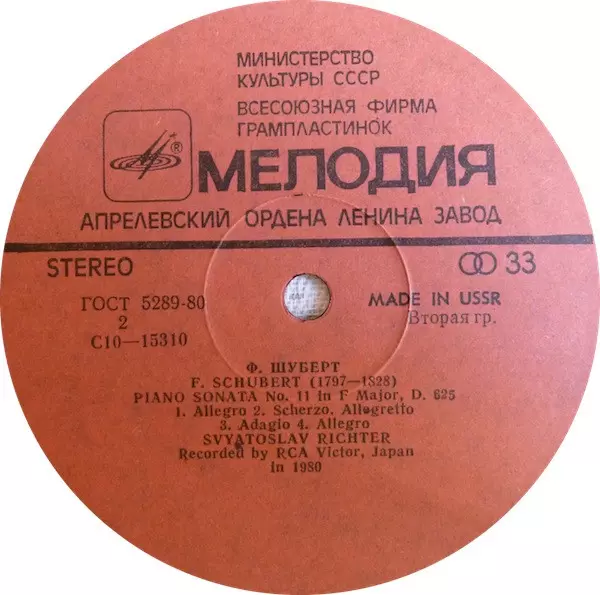 МИНИСТЕРСТВО
КУЛЬТУРЫ СССР
ВСЕСОЮЗНАЯ ФИРМА
ГРАМПЛАСТИНОК
®
МЕЛОДИЯ
АПРЕЛЕВСКИЙ ОРДЕНА ЛЕНИНА ЗАВОД
STEREO 33
ГОСТ 5289-80 MADE IN USSR
2 Вторая гр.
С10—15310
Ф. ШУБЕРТ
F. SCHUBERT (1797—1828)
PIANO SONATA No. 11 in F Major, D. 625
1. Allegro 2. Scherzo, Allegretto
3. Adagio 4. Allegro
SVYATOSLAV RICHTER
Recorded by RCA Victor, Japan
in 1980